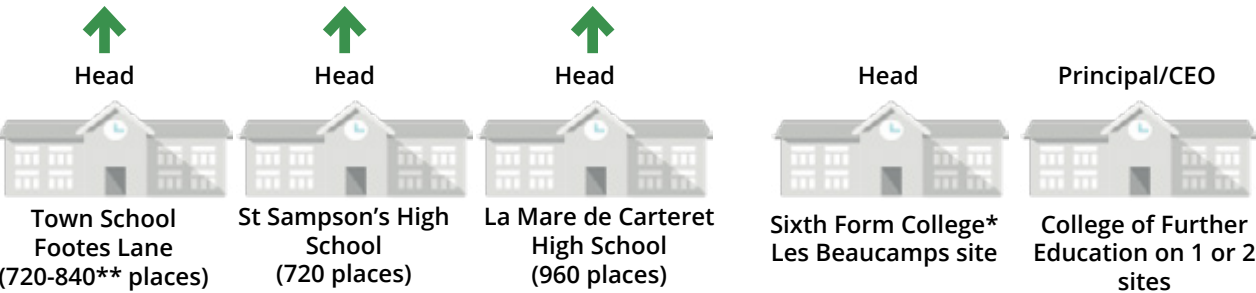 Head
Head
Head
Head
Principal/CEO
Town School
Footes Lane
(720-840** places)
St Sampson’s High
School
(720 places)
La Mare de Carteret
High School
(960 places)
Sixth Form College*
Les Beaucamps site
College of Further
Education on 1 or 2
sites